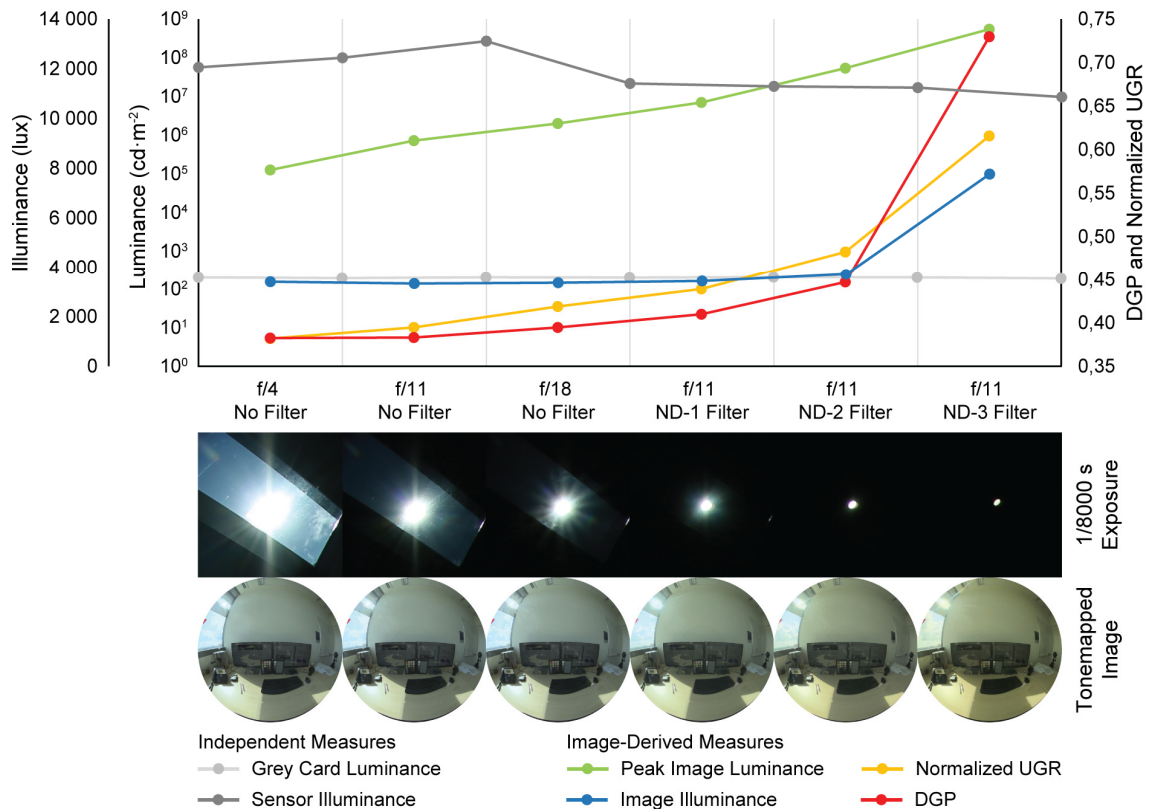 14 000
12 000
10 000
8 000
6 000
4 000
2 000
0
Illuminance (lux)
10⁹
10⁸
10⁷
10⁶
10⁵
10⁴
10³
10²
10¹
10⁰
Luminance (cd·m⁻²)
0,75
0,70
0,65
0,60
0,55
0,50
0,45
0,40
0,35
DGP and Normalized UGR
f/4
No Filter
f/11
No Filter
f/18
No Filter
f/11
ND-1 Filter
f/11
ND-2 Filter
f/11
ND-3 Filter
1/8000 s
Exposure
Tonemapped
Image
Independent Measures
Grey Card Luminance
Sensor Illuminance
Image-Derived Measures
Peak Image Luminance
Normalized UGR
Image Illuminance
DGP